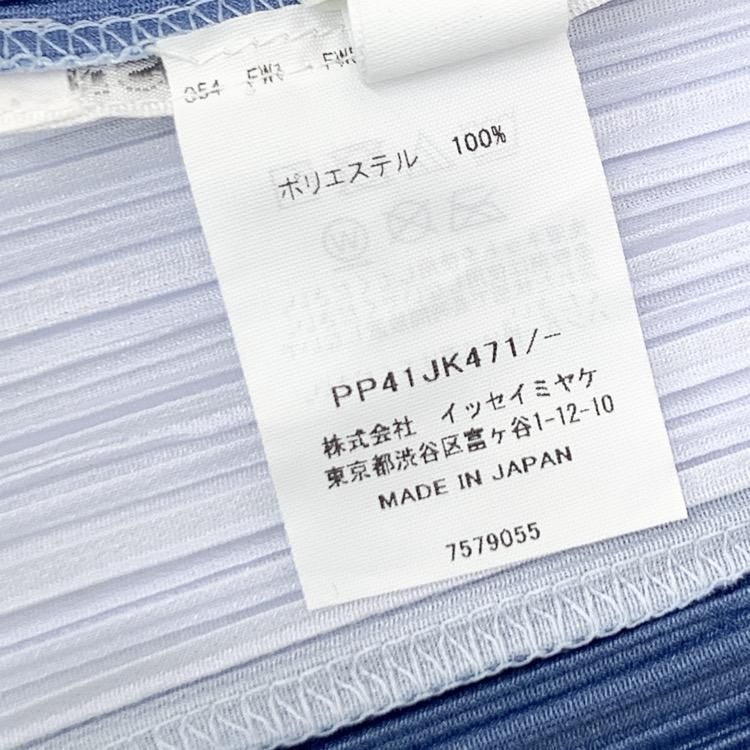 ポリエステル 100%
PP41JK471/-
株式会社 イッセイミヤケ
東京都渋谷区富ケ谷1-12-10
MADE IN JAPAN
7579055